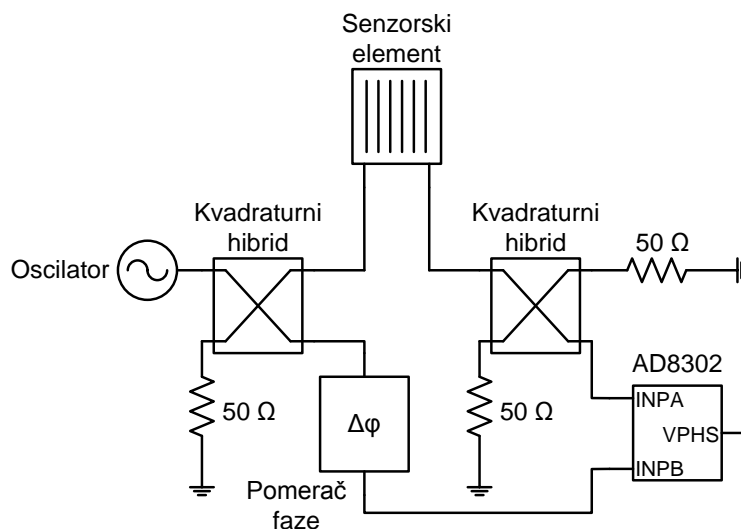 Senzorski
element
Kvadraturni
hibrid
Kvadraturni
hibrid
50 Ω
Oscilator
AD8302
50 Ω
50 Ω
Δφ
INPA
VPHS
INPB
Pomerač
faze